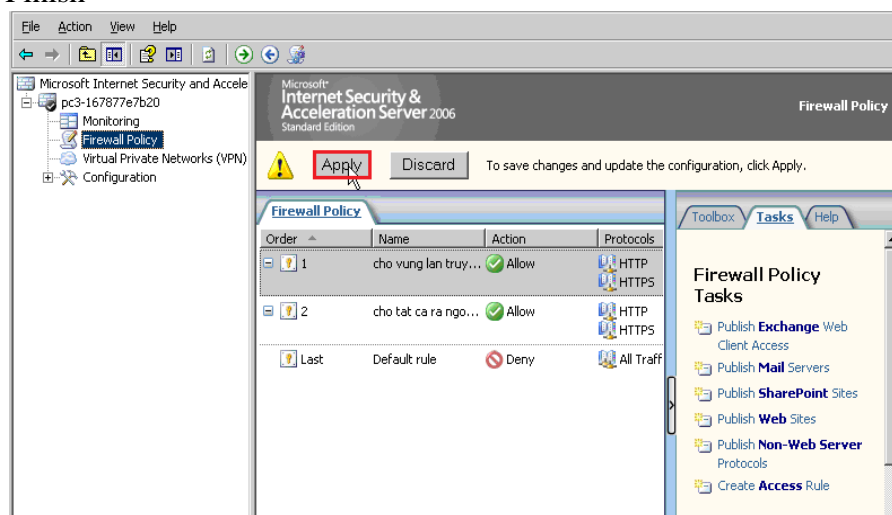 Finish
File Action View Help
Microsoft Internet Security and Accele
pc3-167877e7b20
Monitoring
Firewall Policy
Virtual Private Networks (VPN)
Configuration
Microsoft
Internet Security &
Acceleration Server 2006
Standard Edition
Firewall Policy
Apply Discard To save changes and update the configuration, click Apply.
Firewall Policy
Order Name Action Protocols
1 cho vung lan truy... Allow HTTP
HTTPS
2 cho tat ca ra ngo... Allow HTTP
HTTPS
Last Default rule Deny All Traff
Toolbox Tasks Help
Firewall Policy
Tasks
Publish Exchange Web
Client Access
Publish Mail Servers
Publish SharePoint Sites
Publish Web Sites
Publish Non-Web Server
Protocols
Create Access Rule